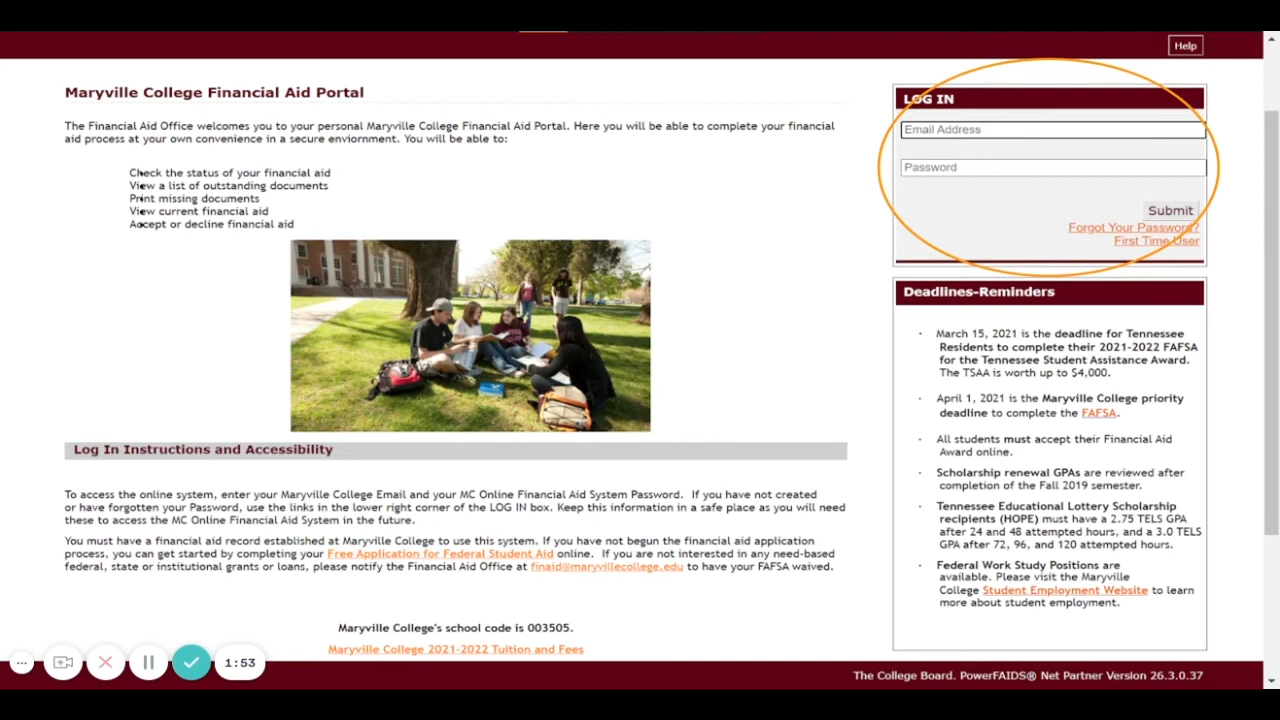 Help
Maryville College Financial Aid Portal
The Financial Aid Office welcomes you to your personal Maryville College Financial Aid Portal. Here you will be able to complete your financial
aid process at your own convenience in a secure enviornment. You will be able to:
Check the status of your financial aid
View a list of outstanding documents
Print missing documents
View current financial aid
Accept or decline financial aid
Log In Instructions and Accessibility
To access the online system, enter your Maryville College Email and your MC Online Financial Aid System Password. If you have not created
or have forgotten your Password, use the links in the lower right corner of the LOG IN box. Keep this information in a safe place as you will need
these to access the MC Online Financial Aid System in the future.
You must have a financial aid record established at Maryville College to use this system. If you have not begun the financial aid application
process, you can get started by completing your Free Application for Federal Student Aid online. If you are not interested in any need-based
federal, state or institutional grants or loans, please notify the Financial Aid Office at finaid@maryvillecollege.edu to have your FAFSA waived.
Maryville College's school code is 003505.
Maryville College 2021-2022 Tuition and Fees
LOG IN
Email Address
Password
Submit
Forgot Your Password?
First Time User
Deadlines-Reminders
· March 15, 2021 is the deadline for Tennessee
Residents to complete their 2021-2022 FAFSA
for the Tennessee Student Assistance Award.
The TSAA is worth up to $4,000.
· April 1, 2021 is the Maryville College priority
deadline to complete the FAFSA.
· All students must accept their Financial Aid
Award online.
· Scholarship renewal GPAs are reviewed after
completion of the Fall 2019 semester.
· Tennessee Educational Lottery Scholarship
recipients (HOPE) must have a 2.75 TELS GPA
after 24 and 48 attempted hours, and a 3.0 TELS
GPA after 72, 96, and 120 attempted hours.
· Federal Work Study Positions are
available. Please visit the Maryville
College Student Employment Website to learn
more about student employment.
1:53
The College Board. PowerFAIDS® Net Partner Version 26.3.0.37